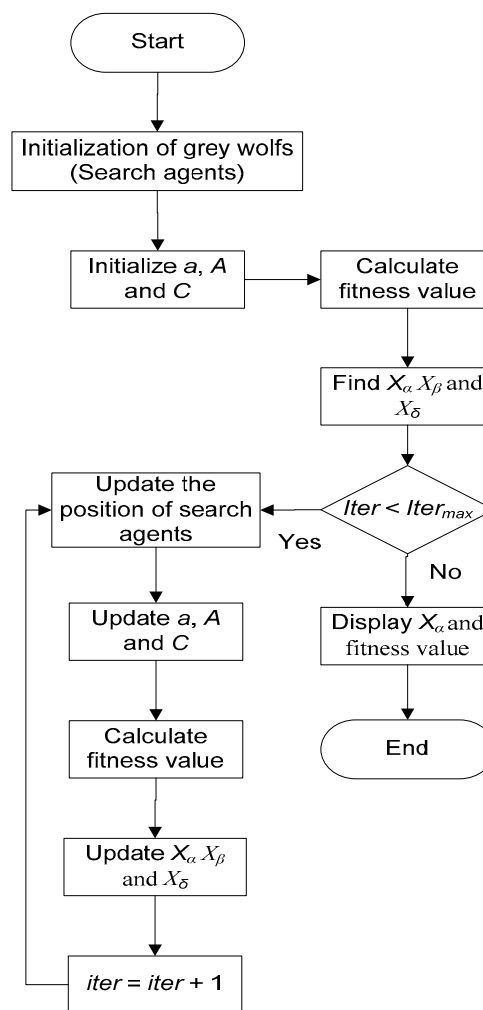 Start
Initialization of grey wolfs
(Search agents)
Initialize a, A
and C
Calculate
fitness value
Find Xα Xβ and
Xδ
Iter < Itermax
Yes
No
Update the
position of search
agents
Update a, A
and C
Calculate
fitness value
Update Xα Xβ
and Xδ
iter = iter + 1
Display Xα and
fitness value
End